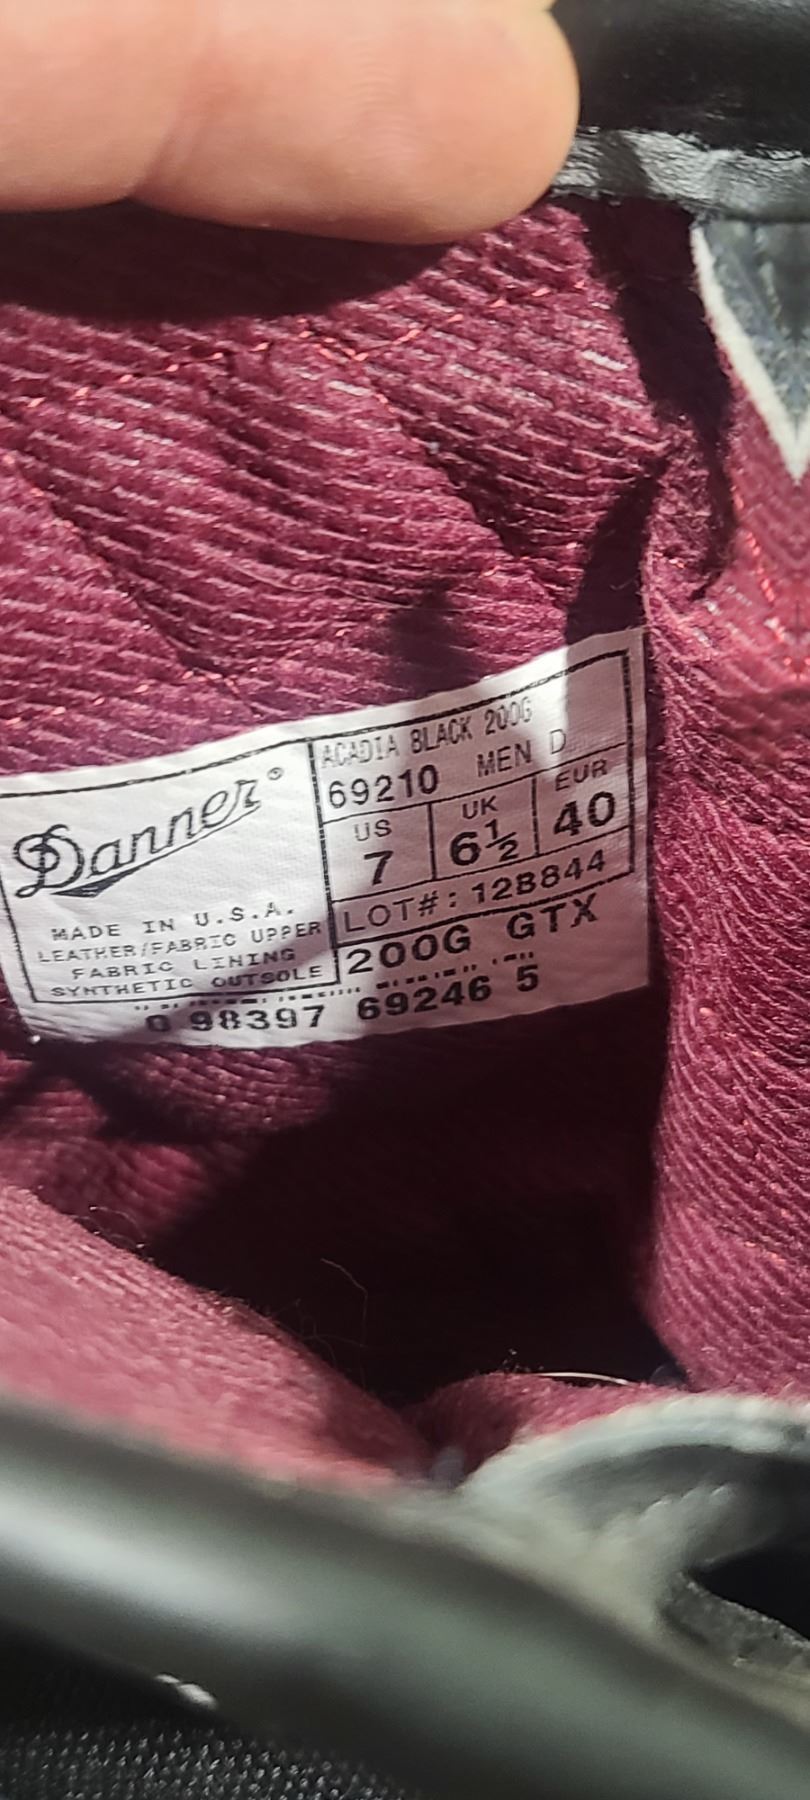 Danner®
MADE IN U.S.A.
LEATHER/FABRIC UPPER
FABRIC LINING
SYNTHETIC OUTSOLE
ACADIA BLACK 200G
69210 MEN D
US UK EUR
7 6½ 40
LOT#: 128844
200G GTX
0 98397 69246 5